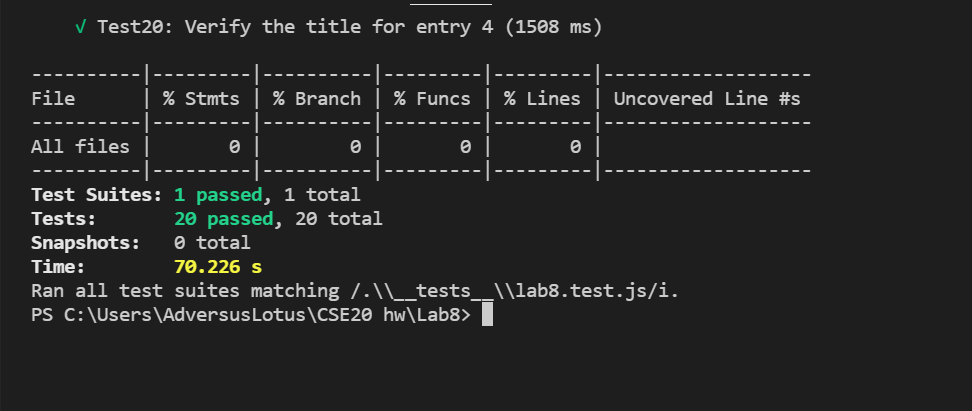 √ Test20: Verify the title for entry 4 (1508 ms)
----------|---------|----------|---------|---------|-------------------
File      | % Stmts | % Branch | % Funcs | % Lines | Uncovered Line #s
----------|---------|----------|---------|---------|-------------------
All files |       0 |        0 |       0 |       0 |
----------|---------|----------|---------|---------|-------------------
Test Suites: 1 passed, 1 total
Tests:       20 passed, 20 total
Snapshots:   0 total
Time:        70.226 s
Ran all test suites matching /.\\__tests__\\lab8.test.js/i.
PS C:\Users\AdversusLotus\CSE20 hw\Lab8>